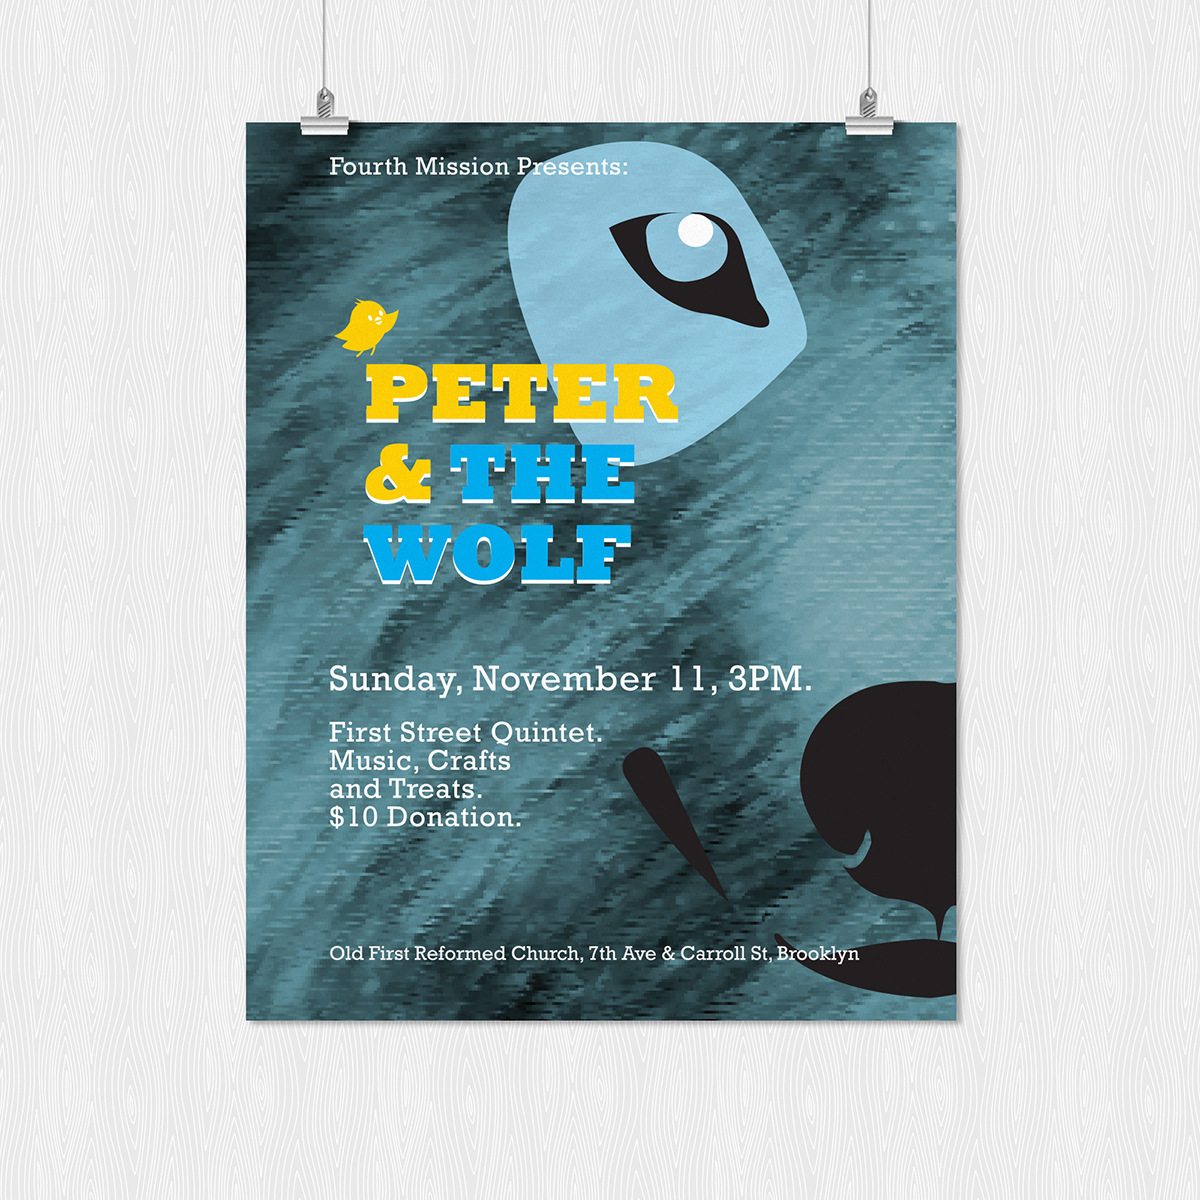 Fourth Mission Presents:
PETER
& THE
WOLF
Sunday, November 11, 3PM.
First Street Quintet.
Music, Crafts
and Treats.
$10 Donation.
Old First Reformed Church, 7th Ave & Carroll St, Brooklyn